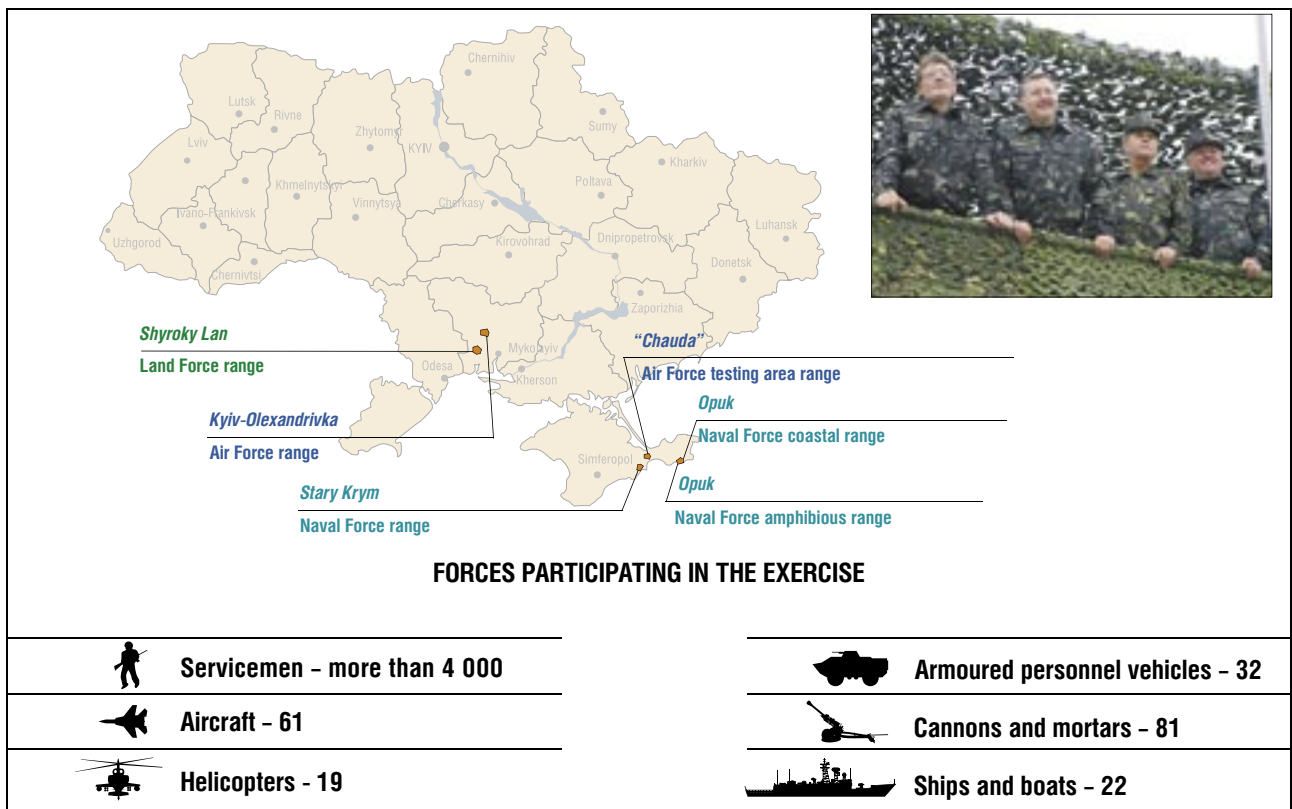 Chernihiv
Lutsk
Rivne
Sumy
Zhytomyr
KYIV
Lviv
Kharkiv
Khmelnytskyi
Poltava
Vinnytsya
Cherkasy
Ivano-Frankivsk
Luhansk
Uzhgorod
Kirovohrad
Dnipropetrovsk
Donetsk
Chernivtsi
Zaporizhia
Shyroky Lan
Land Force range
Mykolayiv
"Chauda"
Air Force testing area range
Odesa
Kherson
Kyiv-Olexandrivka
Air Force range
Opuk
Naval Force coastal range
Simferopol
Stary Krym
Naval Force range
Opuk
Naval Force amphibious range
FORCES PARTICIPATING IN THE EXERCISE
Servicemen – more than 4 000
Armoured personnel vehicles – 32
Aircraft – 61
Cannons and mortars – 81
Helicopters - 19
Ships and boats – 22